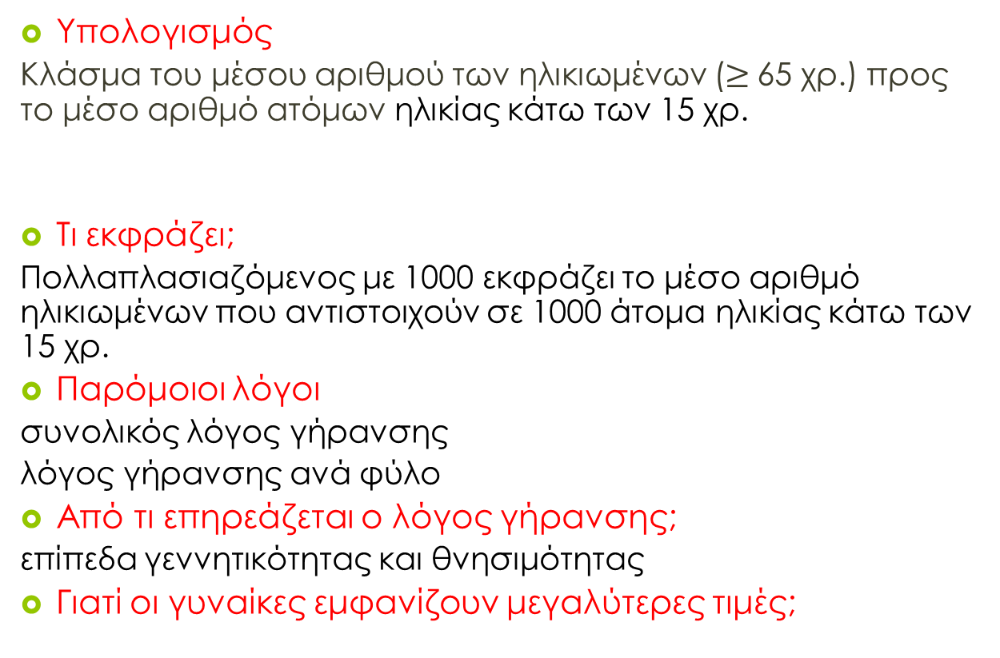 Υπολογισμός
Κλάσμα του μέσου αριθμού των ηλικιωμένων (≥ 65 χρ.) προς
το μέσο αριθμό ατόμων ηλικίας κάτω των 15 χρ.
Τι εκφράζει;
Πολλαπλασιαζόμενος με 1000 εκφράζει το μέσο αριθμό
ηλικιωμένων που αντιστοιχούν σε 1000 άτομα ηλικίας κάτω των
15 χρ.
Παρόμοιοι λόγοι
συνολικός λόγος γήρανσης
λόγος γήρανσης ανά φύλο
Από τι επηρεάζεται ο λόγος γήρανσης;
επίπεδα γεννητικότητας και θνησιμότητας
Γιατί οι γυναίκες εμφανίζουν μεγαλύτερες τιμές;